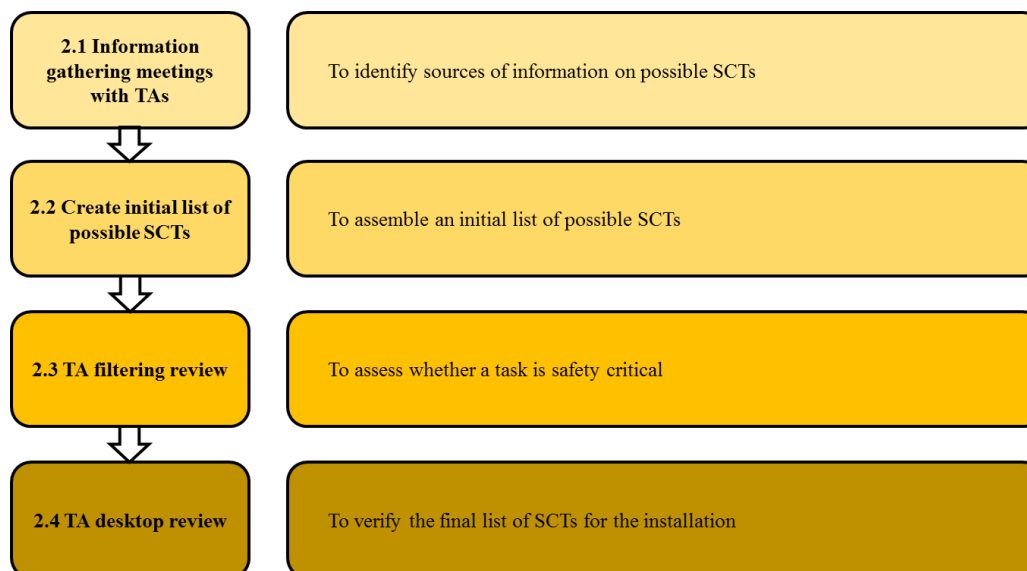 2.1 Information
gathering meetings
with TAs
To identify sources of information on possible SCTs
2.2 Create initial list of
possible SCTs
To assemble an initial list of possible SCTs
2.3 TA filtering review
To assess whether a task is safety critical
2.4 TA desktop review
To verify the final list of SCTs for the installation